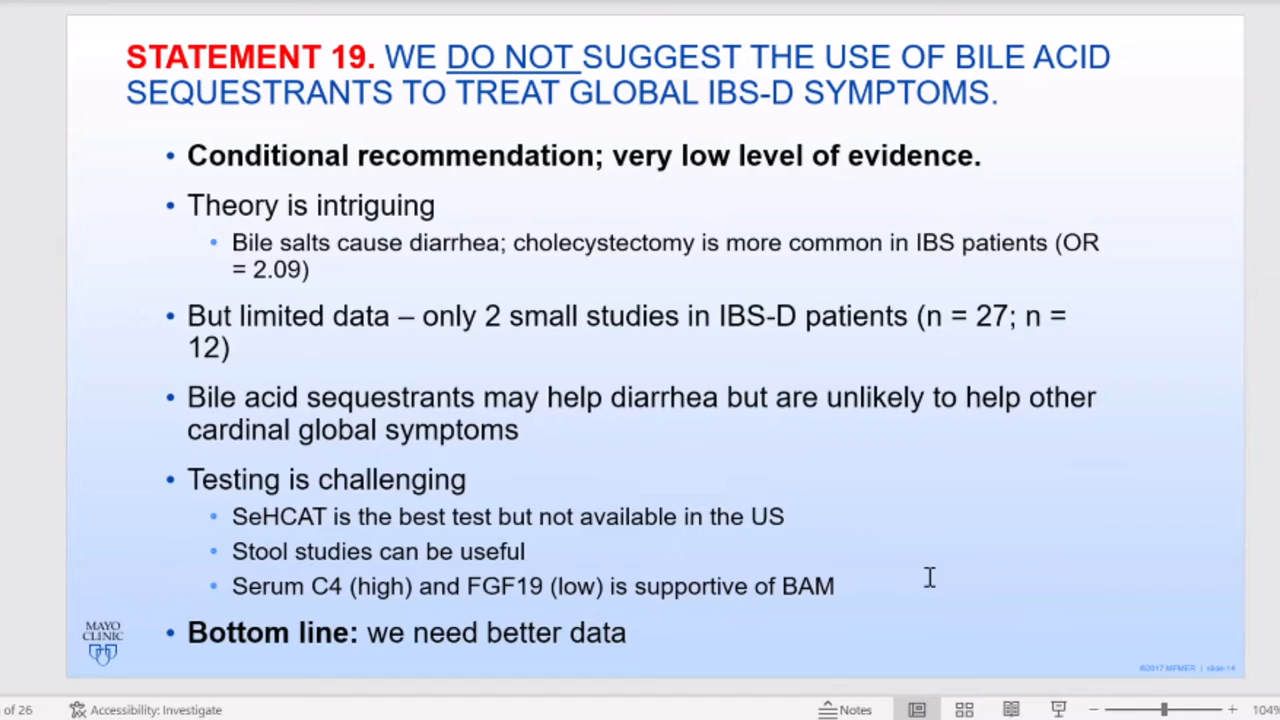 STATEMENT 19. WE DO NOT SUGGEST THE USE OF BILE ACID
SEQUESTRANTS TO TREAT GLOBAL IBS-D SYMPTOMS.
• Conditional recommendation; very low level of evidence.
• Theory is intriguing
• Bile salts cause diarrhea; cholecystectomy is more common in IBS patients (OR
= 2.09)
• But limited data – only 2 small studies in IBS-D patients (n = 27; n =
12)
• Bile acid sequestrants may help diarrhea but are unlikely to help other
cardinal global symptoms
• Testing is challenging
• SeHCAT is the best test but not available in the US
• Stool studies can be useful
• Serum C4 (high) and FGF19 (low) is supportive of BAM
• Bottom line: we need better data
MAYO
CLINIC
©2017 MFMER | slide-14
of 26
Accessibility: Investigate
Notes
104%